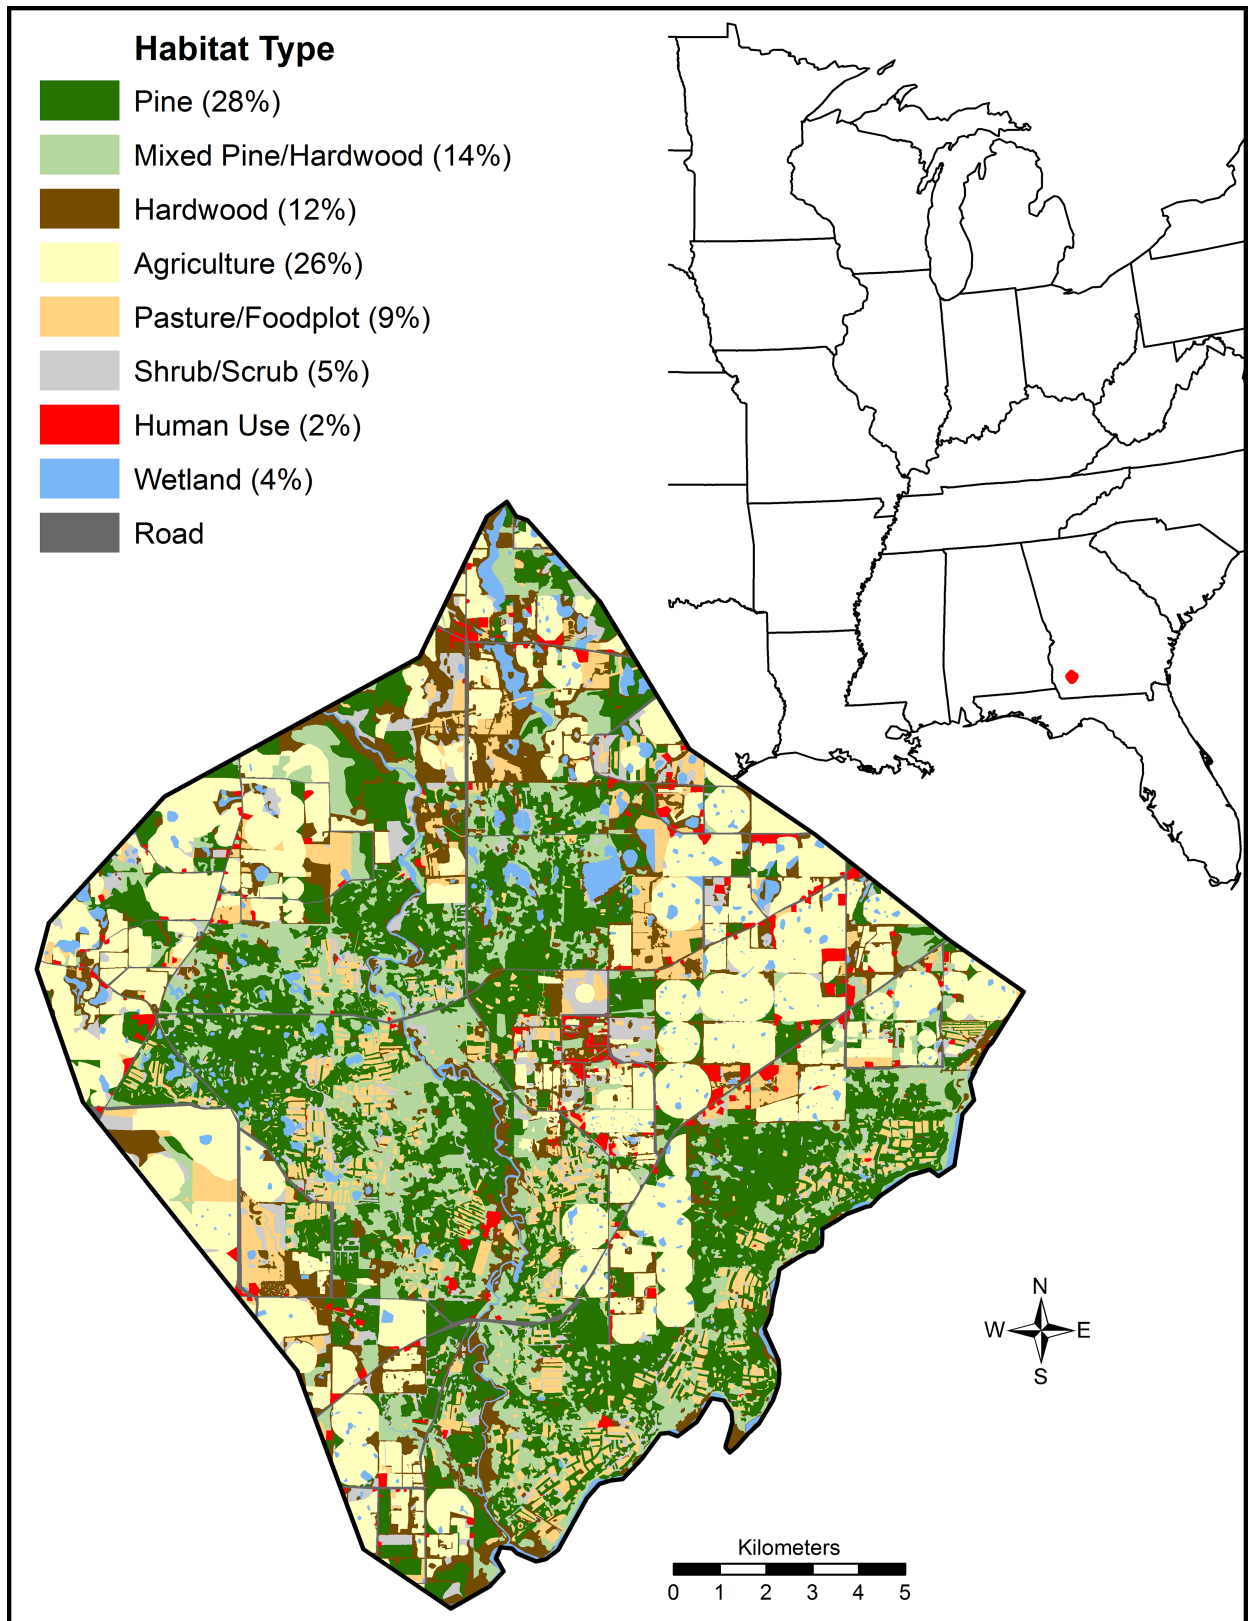 Habitat Type
Pine (28%)
Mixed Pine/Hardwood (14%)
Hardwood (12%)
Agriculture (26%)
Pasture/Foodplot (9%)
Shrub/Scrub (5%)
Human Use (2%)
Wetland (4%)
Road
N
W E
S
Kilometers
0 1 2 3 4 5